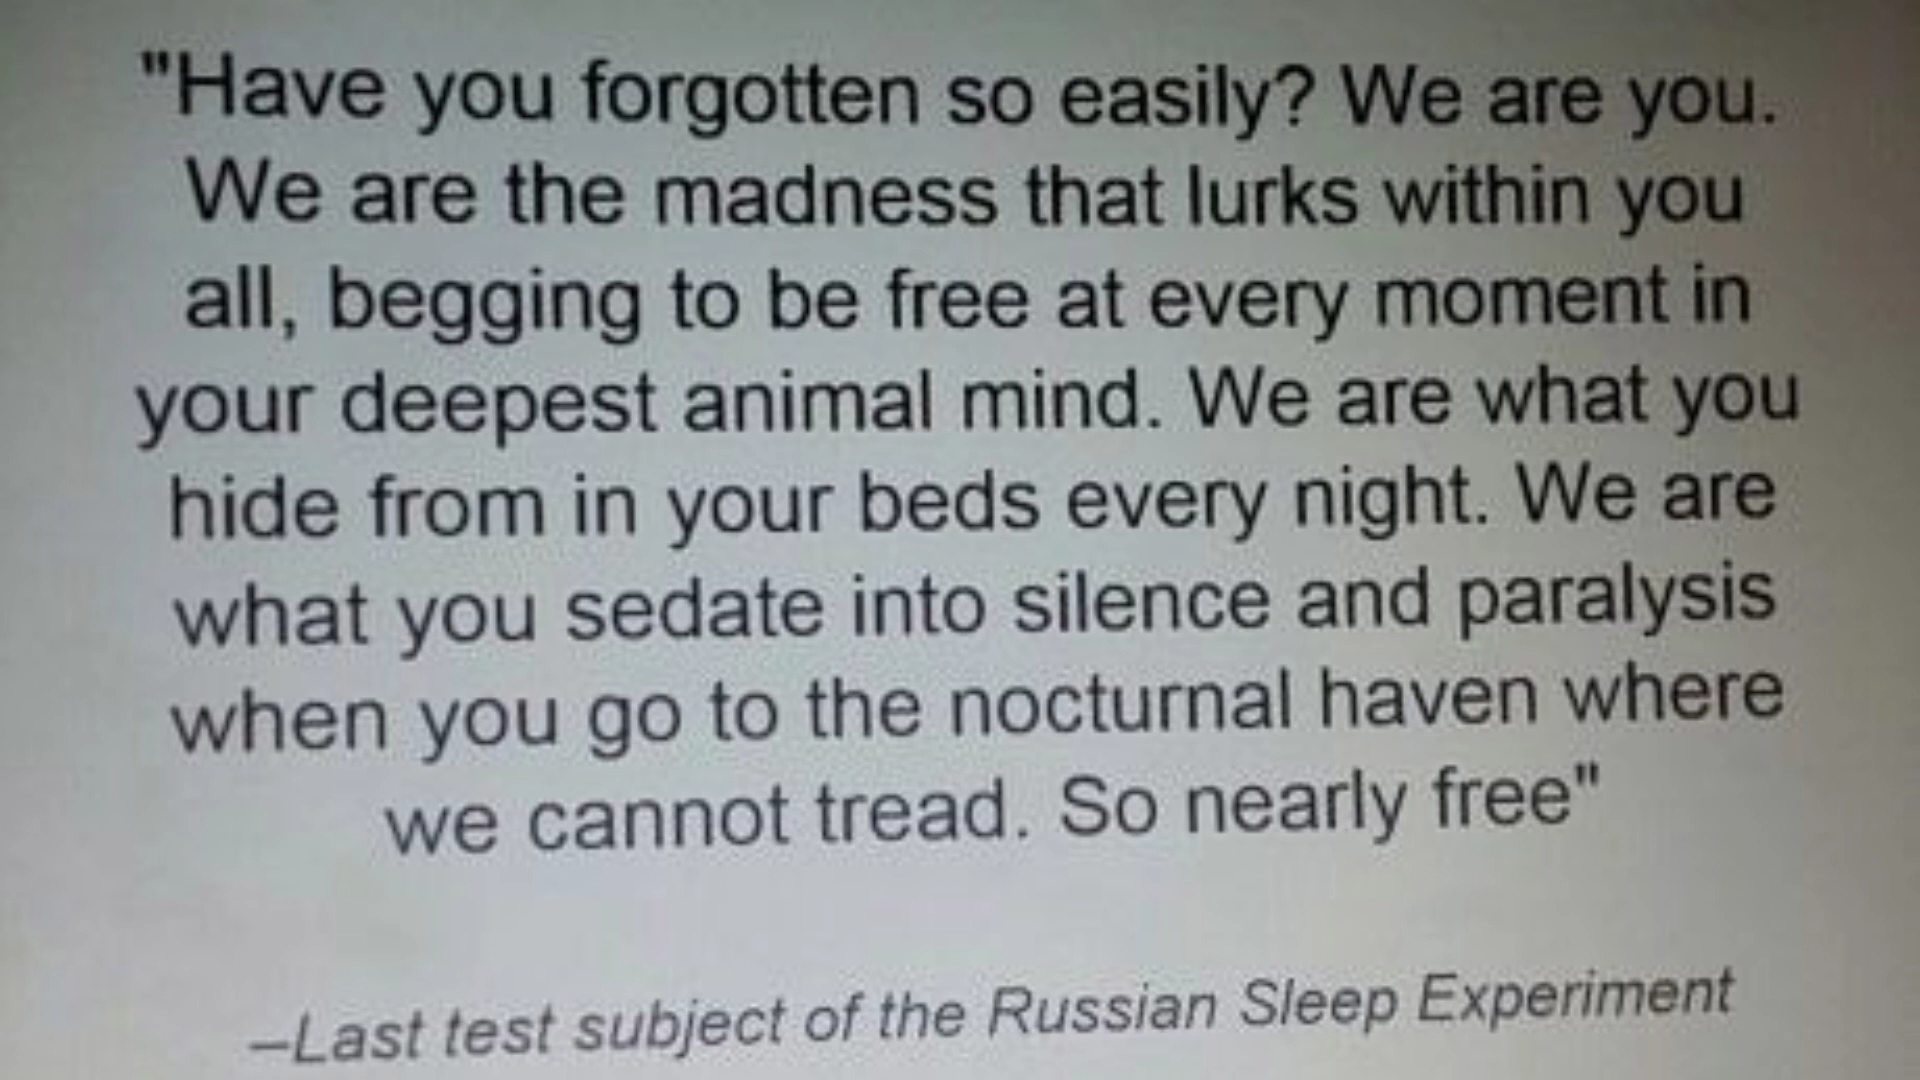 "Have you forgotten so easily? We are you.
We are the madness that lurks within you
all, begging to be free at every moment in
your deepest animal mind. We are what you
hide from in your beds every night. We are
what you sedate into silence and paralysis
when you go to the nocturnal haven where
we cannot tread. So nearly free"
–Last test subject of the Russian Sleep Experiment